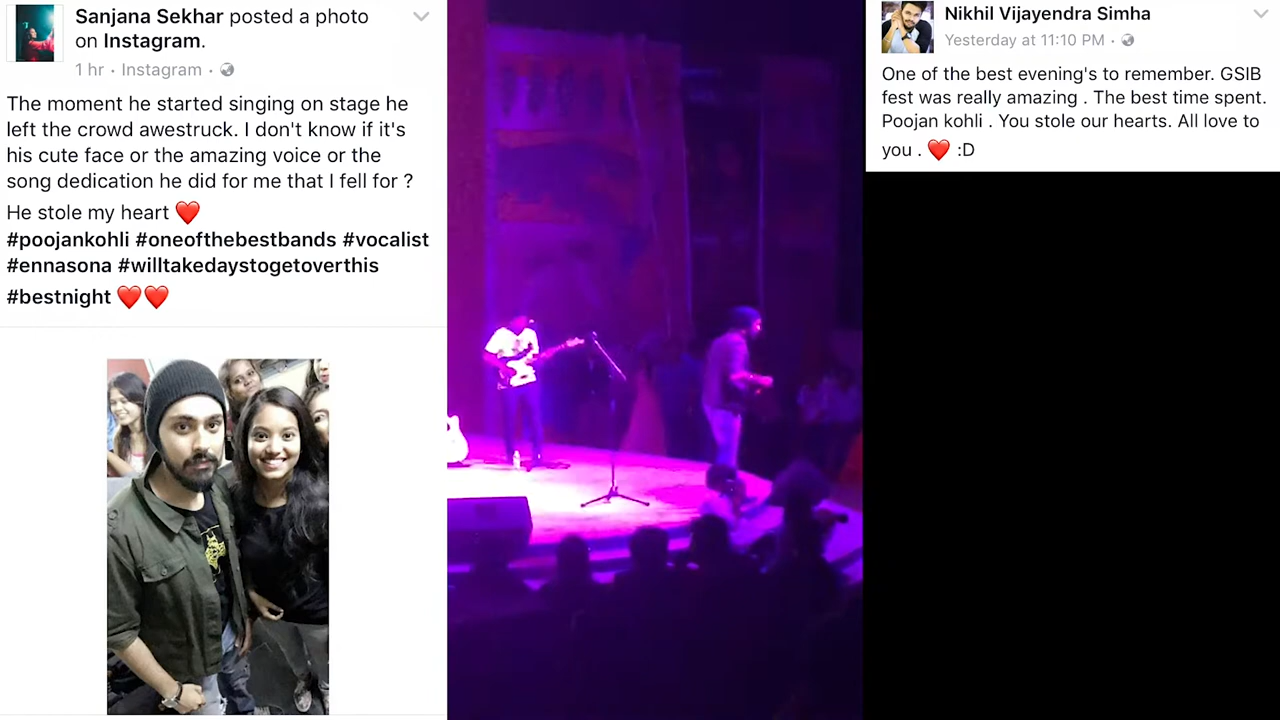 Sanjana Sekhar posted a photo
on Instagram.
1 hr · Instagram ·
The moment he started singing on stage he
left the crowd awestruck. I don't know if it's
his cute face or the amazing voice or the
song dedication he did for me that I fell for ?
He stole my heart ❤️
#poojankohli #oneofthebestbands #vocalist
#ennasona #willtakedaystogetoverthis
#bestnight ❤️❤️
Nikhil Vijayendra Simha
Yesterday at 11:10 PM ·
One of the best evening's to remember. GSIB
fest was really amazing . The best time spent.
Poojan kohli . You stole our hearts. All love to
you . ❤️ :D